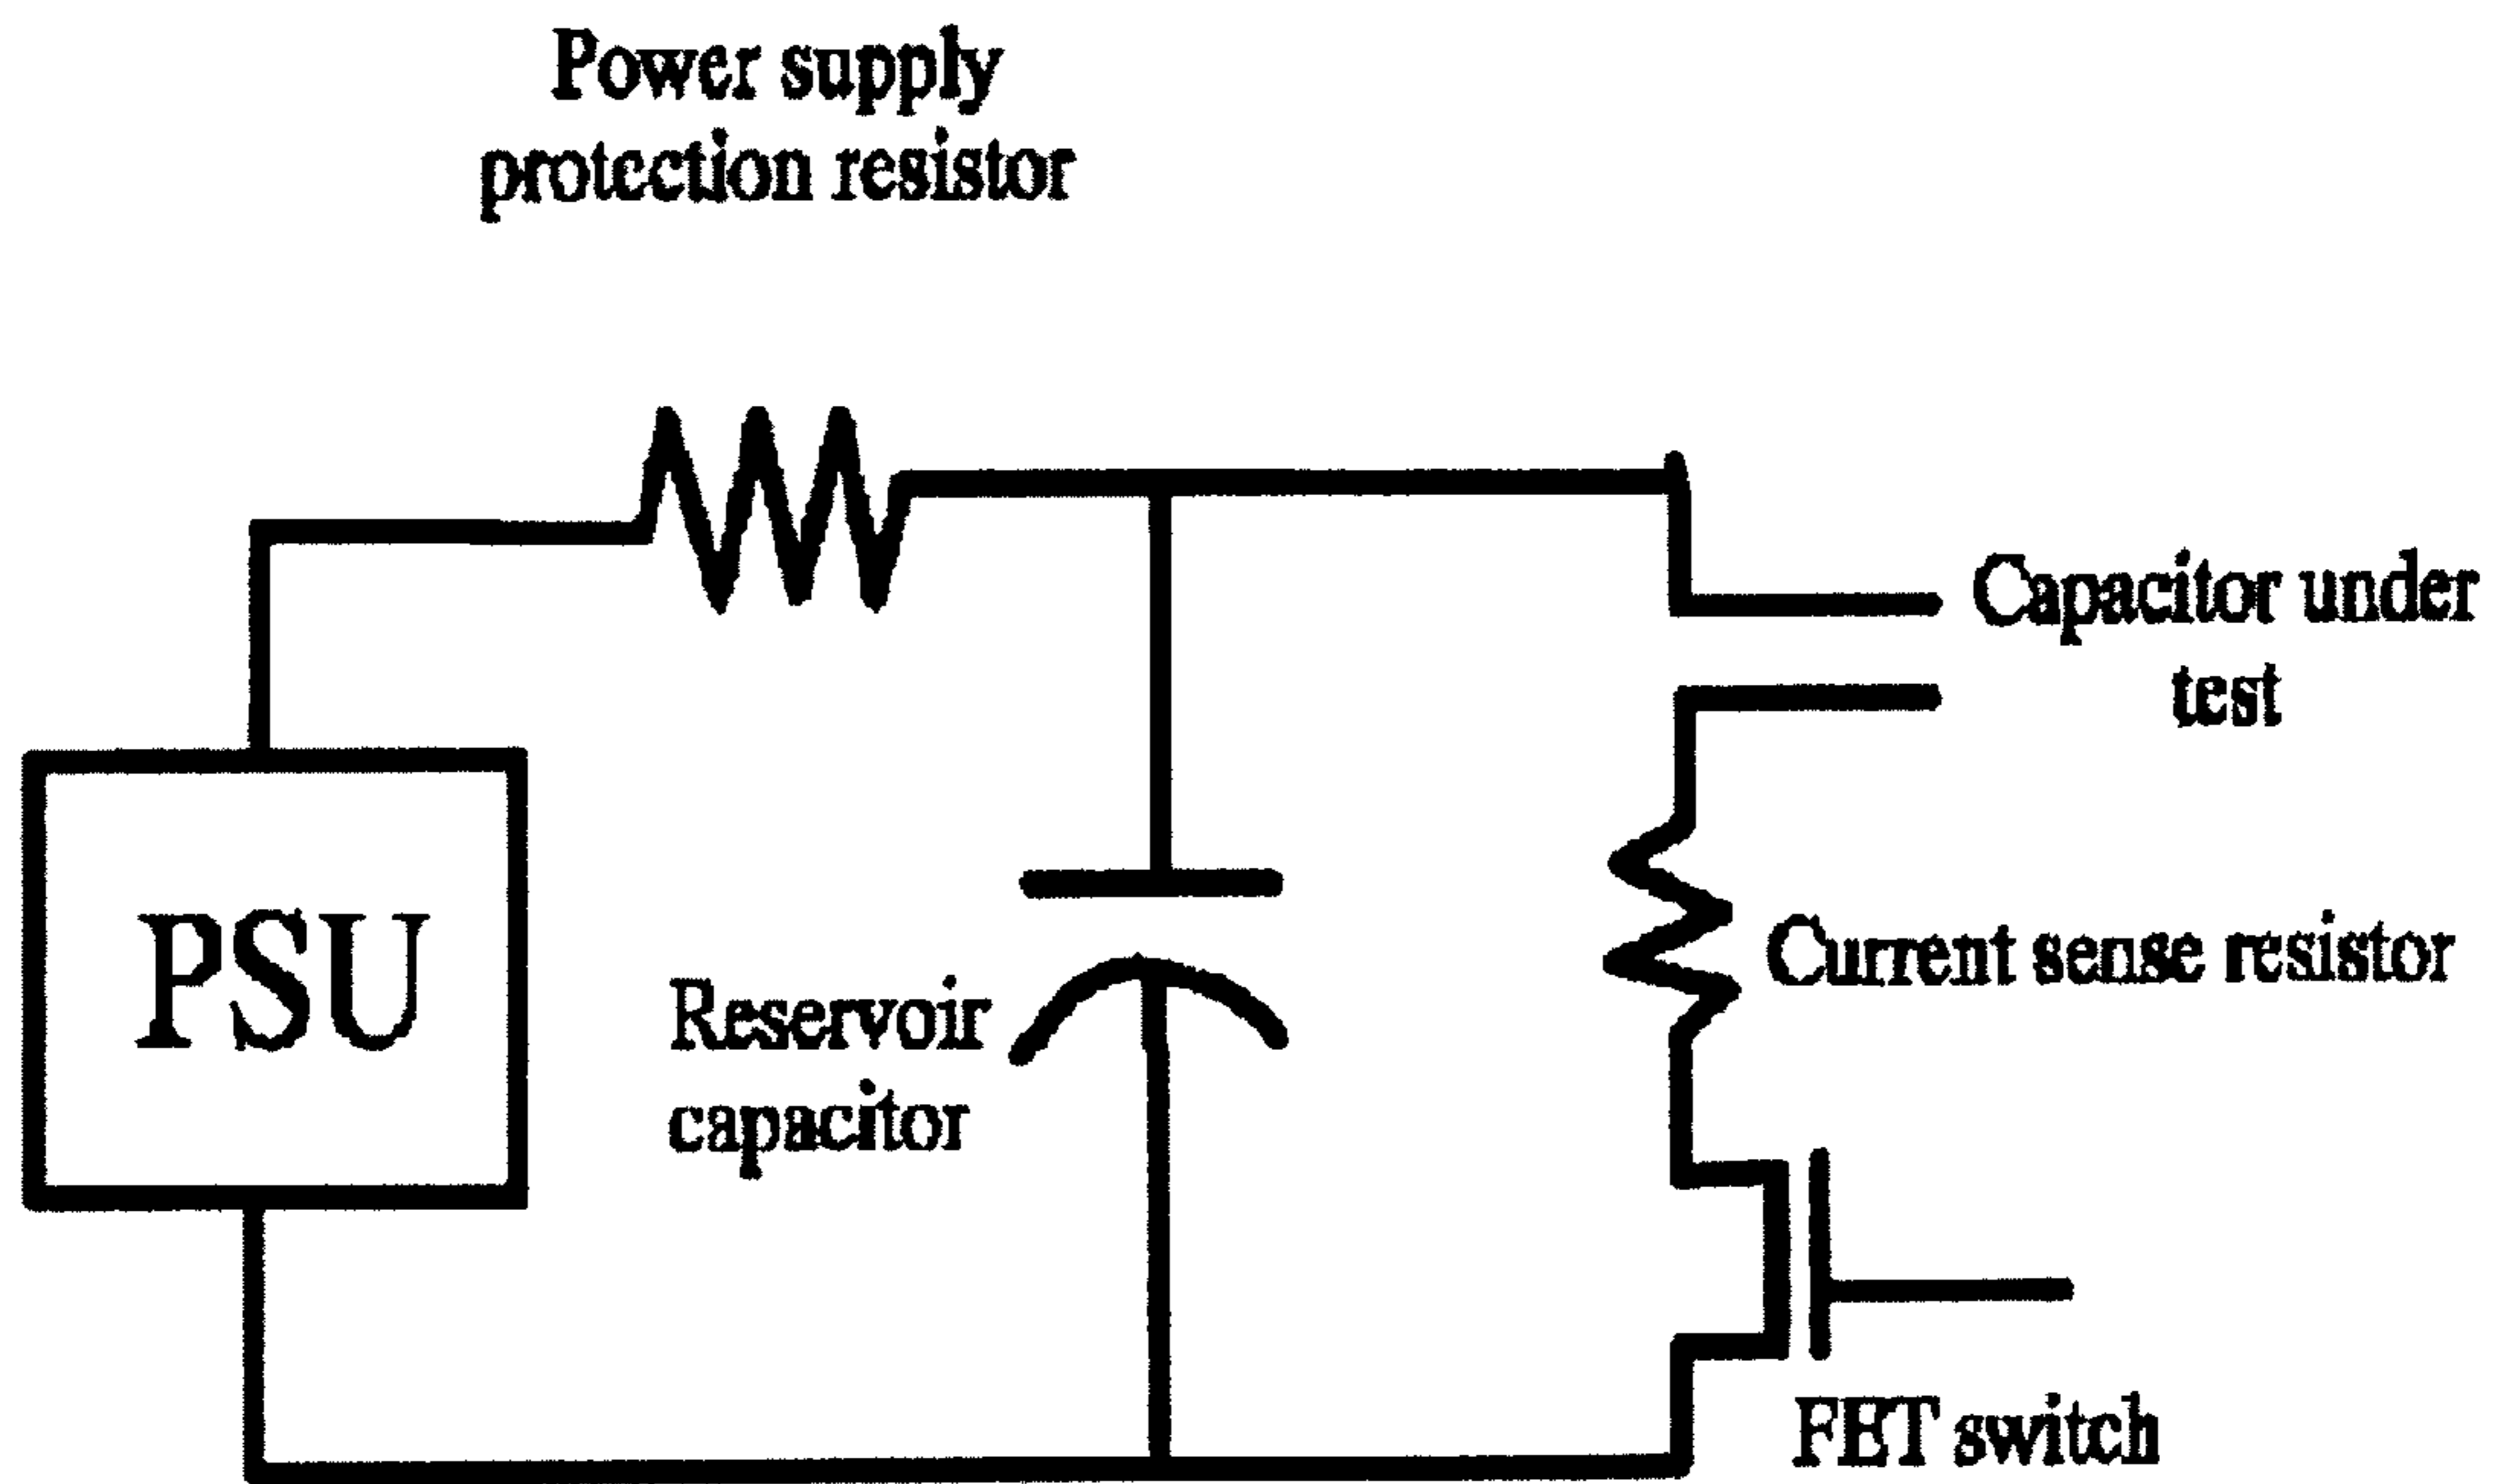 Power supply
protection resistor
Capacitor under
test
PSU
Reservoir
capacitor
Current sense resistor
FET switch